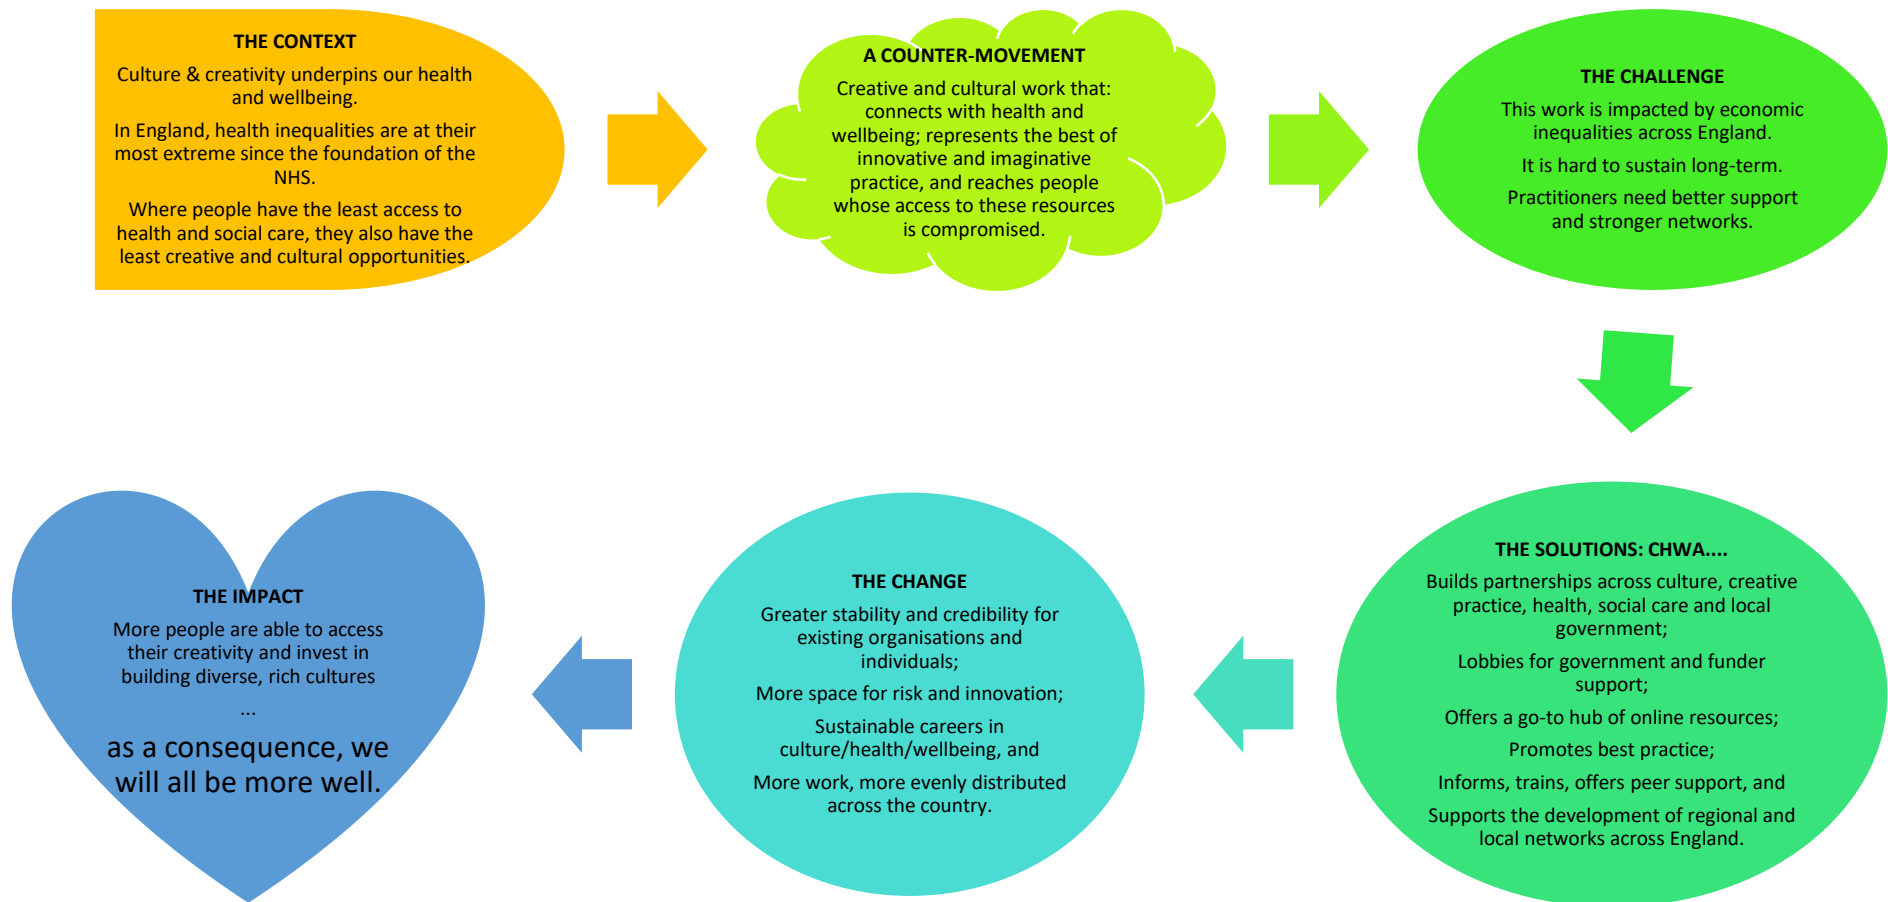 THE CONTEXT
Culture & creativity underpins our health
and wellbeing.
In England, health inequalities are at their
most extreme since the foundation of the
NHS.
Where people have the least access to
health and social care, they also have the
least creative and cultural opportunities.
A COUNTER-MOVEMENT
Creative and cultural work that:
connects with health and
wellbeing; represents the best of
innovative and imaginative
practice, and reaches people
whose access to these resources
is compromised.
THE CHALLENGE
This work is impacted by economic
inequalities across England.
It is hard to sustain long-term.
Practitioners need better support
and stronger networks.
THE SOLUTIONS: CHWA....
Builds partnerships across culture, creative
practice, health, social care and local
government;
Lobbies for government and funder
support;
Offers a go-to hub of online resources;
Promotes best practice;
Informs, trains, offers peer support, and
Supports the development of regional and
local networks across England.
THE CHANGE
Greater stability and credibility for
existing organisations and
individuals;
More space for risk and innovation;
Sustainable careers in
culture/health/wellbeing, and
More work, more evenly distributed
across the country.
THE IMPACT
More people are able to access
their creativity and invest in
building diverse, rich cultures
...
as a consequence, we
will all be more well.